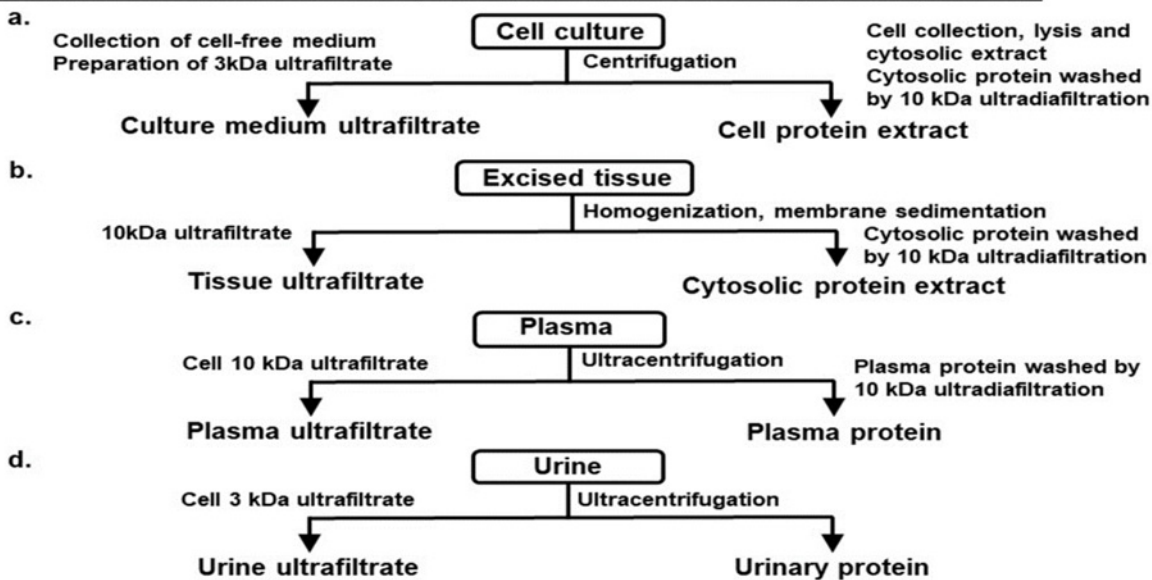 a.
Cell culture
Collection of cell-free medium
Preparation of 3kDa ultrafiltrate
Centrifugation
Cell collection, lysis and
cytosolic extract
Cytosolic protein washed
by 10 kDa ultradiafiltration
Culture medium ultrafiltrate
Cell protein extract
b.
Excised tissue
Homogenization, membrane sedimentation
10kDa ultrafiltrate
Cytosolic protein washed
by 10 kDa ultradiafiltration
Tissue ultrafiltrate
Cytosolic protein extract
c.
Plasma
Cell 10 kDa ultrafiltrate
Ultracentrifugation
Plasma protein washed by
10 kDa ultradiafiltration
Plasma ultrafiltrate
Plasma protein
d.
Urine
Cell 3 kDa ultrafiltrate
Ultracentrifugation
Urine ultrafiltrate
Urinary protein